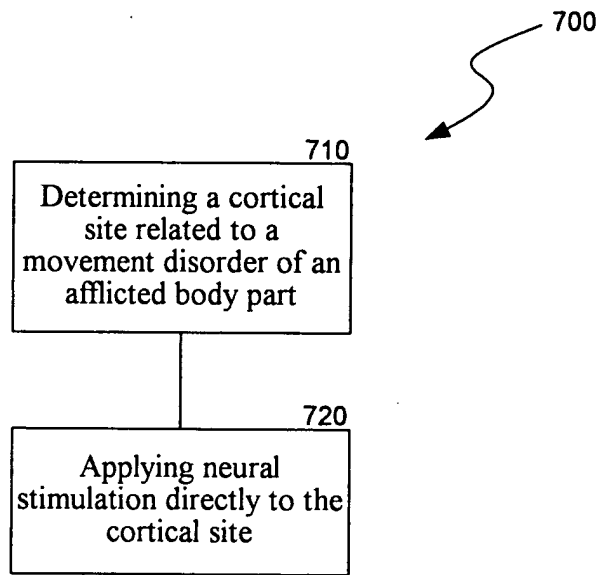 700
710
Determining a cortical
site related to a
movement disorder of an
afflicted body part
720
Applying neural
stimulation directly to the
cortical site